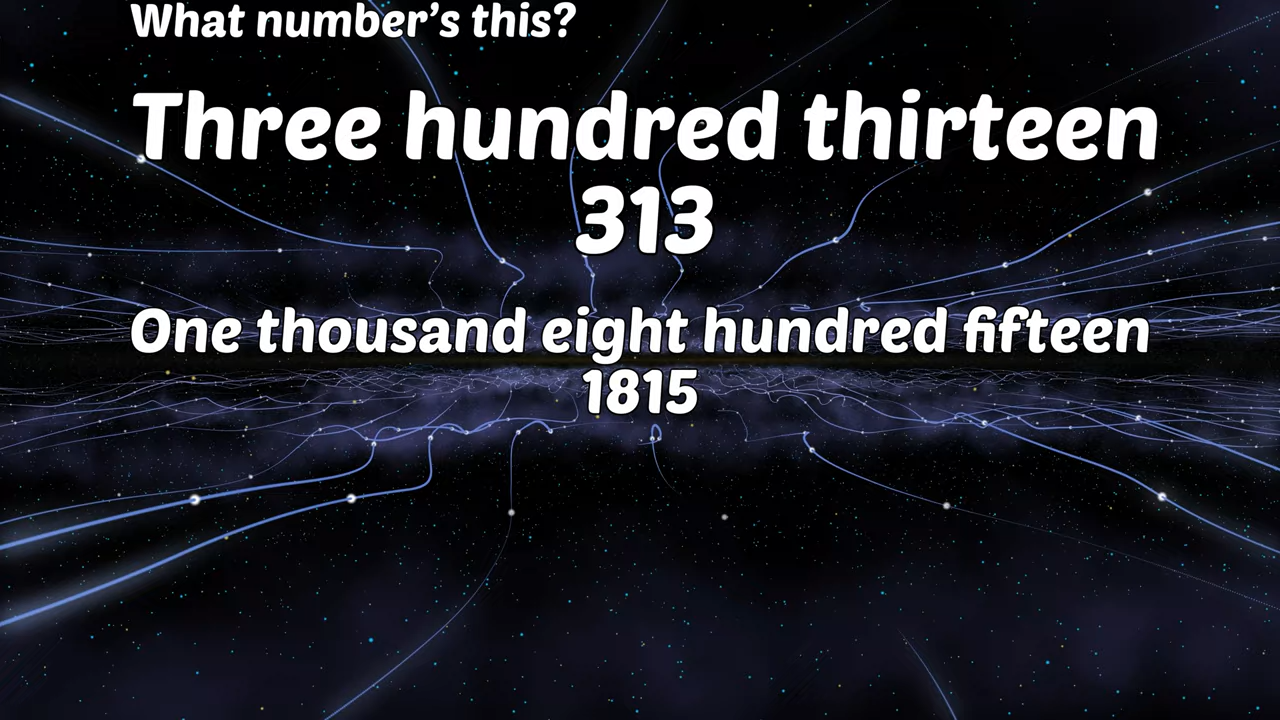 What number’s this?
Three hundred thirteen
313
One thousand eight hundred fifteen
1815